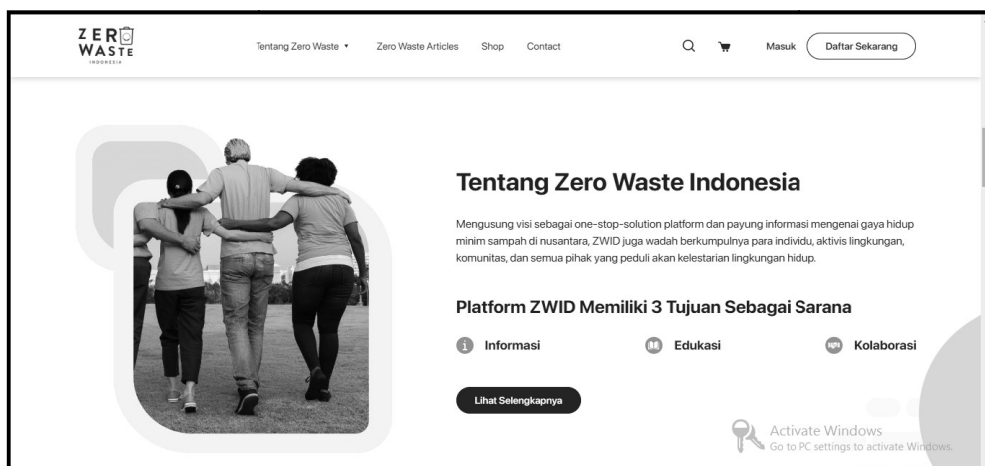 ZERO
WASTE
INDONESIA
Tentang Zero Waste
Zero Waste Articles
Shop
Contact
Masuk
Daftar Sekarang
Tentang Zero Waste Indonesia
Mengusung visi sebagai one-stop-solution platform dan payung informasi mengenai gaya hidup
minim sampah di nusantara, ZWID juga wadah berkumpulnya para individu, aktivis lingkungan,
komunitas, dan semua pihak yang peduli akan kelestarian lingkungan hidup.
Platform ZWID Memiliki 3 Tujuan Sebagai Sarana
Informasi
Edukasi
Kolaborasi
Lihat Selengkapnya
Activate Windows
Go to PC settings to activate Windows.